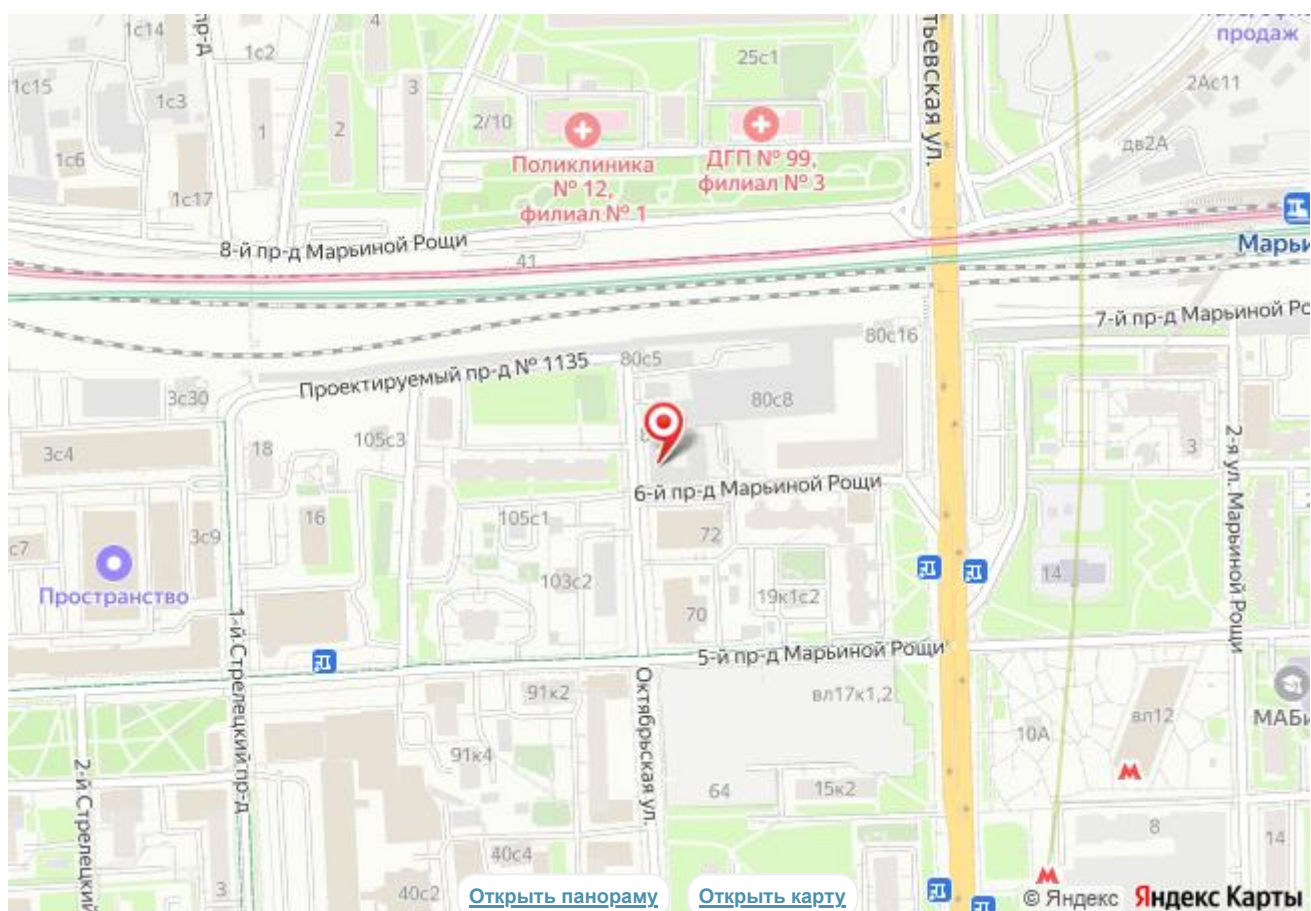 1с14
пр-д
4
тьевская ул.
продаж
1с2
25с1
1с15
1с3
3
2Ас11
1
2
2/10
дв2А
1с6
Поликлиника
№ 12,
филиал № 1
ДГП № 99,
филиал № 3
1с17
8-й пр-д Марьиной Рощи
41
Марьи
7-й пр-д Марьиной Ро
80с16
Проектируемый пр-д № 1135
80с5
3с30
80с8
3с4
18
105с3
8
3
2-я ул. Марьиной Рощи
6-й пр-д Марьиной Рощи
16
105с1
72
с7
3с9
Пространство
103с2
19к1с2
14
70
1-й Стрелецкий пр-д
5-й пр-д Марьиной Рощи
91к2
Октябрьская ул.
вл17к1,2
вл12
МАБи
10А
91к4
2-й Стрелецкий
64
15к2
8
14
40с4
3
40с2
Открыть панораму
Открыть карту
© Яндекс Яндекс Карты